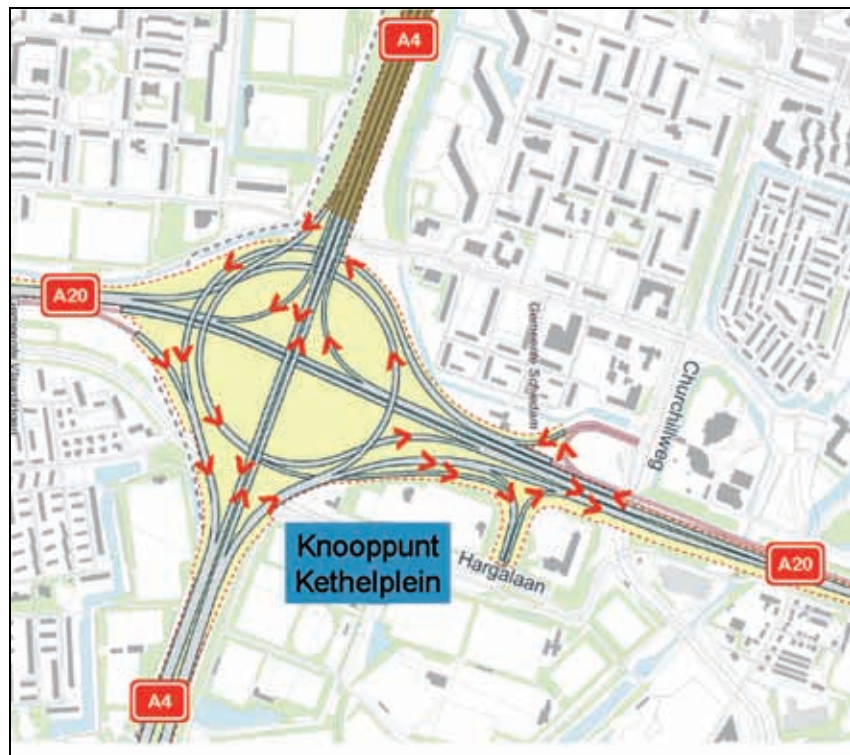 A4
A20
Gemeente Schiedam
Churchillweg
Knooppunt
Kethelplein
Hargalaan
A20
A4